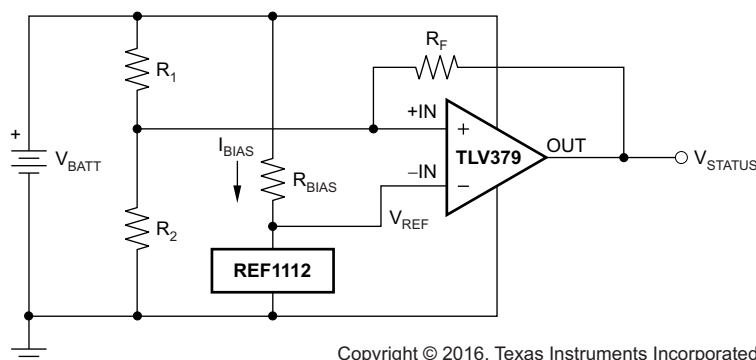 R1
RF
+
VBATT
IBIAS
RBIAS
+IN
+
TLV379
OUT
VSTATUS
−IN
−
R2
VREF
REF1112
Copyright © 2016, Texas Instruments Incorporated